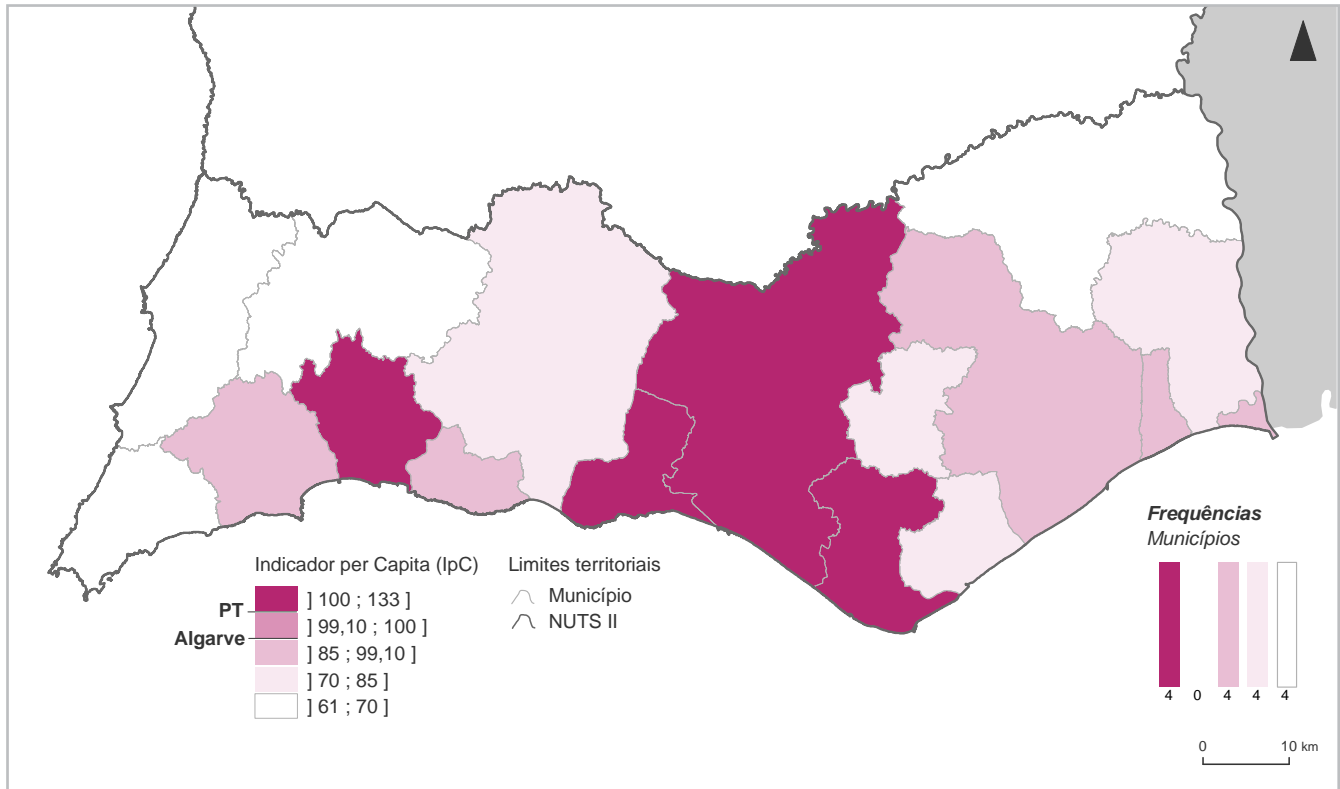 Indicador per Capita (IpC)
PT
Algarve
] 100 ; 133 ]
] 99,10 ; 100 ]
] 85 ; 99,10 ]
] 70 ; 85 ]
] 61 ; 70 ]
Limites territoriais
Município
NUTS II
Frequências
Municípios
4 0 4 4 4
0 10 km